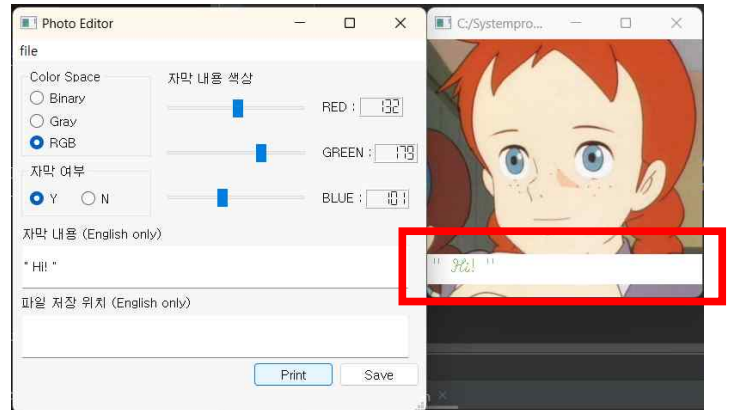 Photo Editor
C:/Systempro...
file
Color Space
Binary
Gray
RGB
자막 내용 색상
RED : 132
GREEN : 179
BLUE : 101
자막 여부
Y N
자막 내용 (English only)
" Hi! "
" Hi! "
파일 저장 위치 (English only)
Print Save